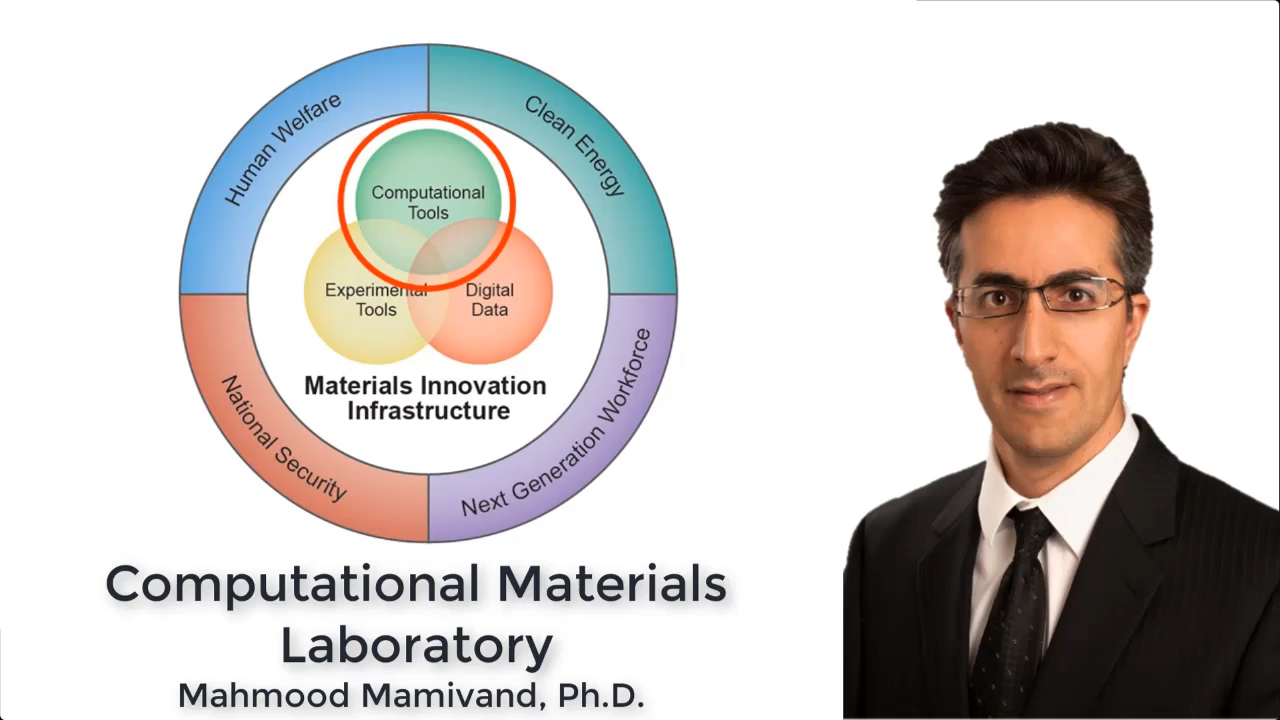 Human Welfare
Clean Energy
Computational
Tools
Experimental
Tools
Digital
Data
Materials Innovation
Infrastructure
National Security
Next Generation Workforce
Computational Materials
Laboratory
Mahmood Mamivand, Ph.D.